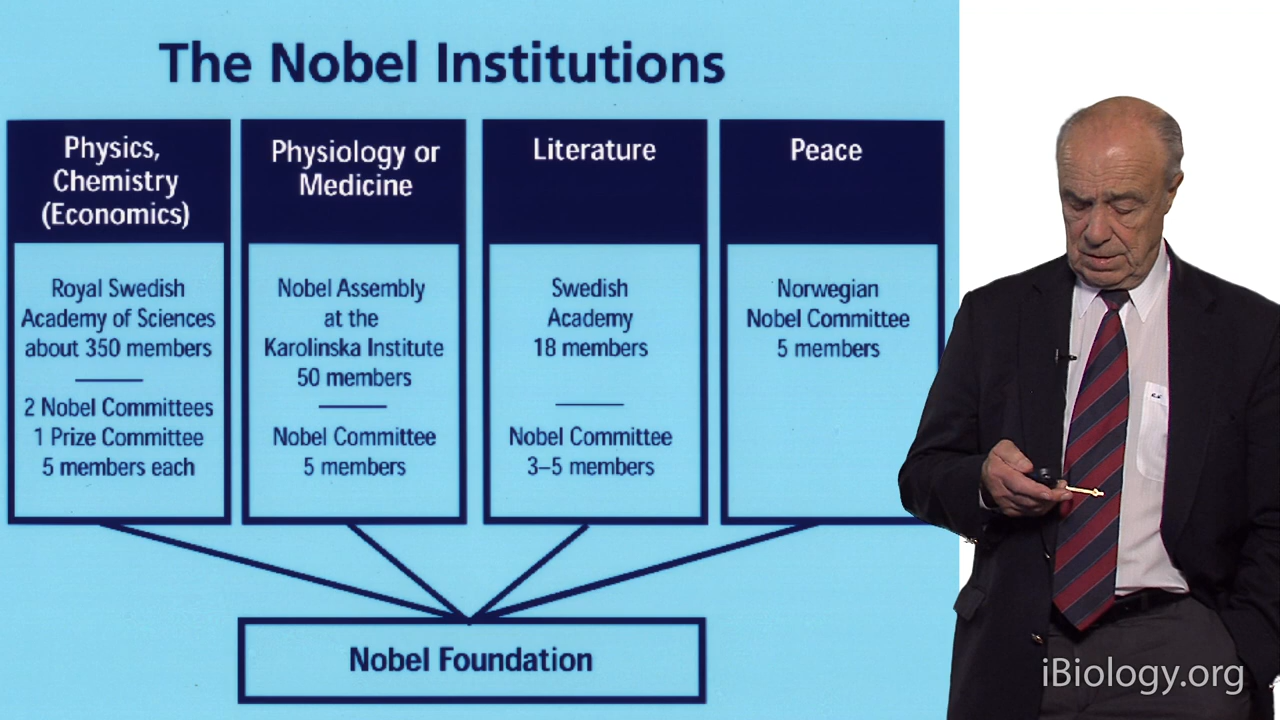 The Nobel Institutions
Physics,
Chemistry
(Economics)
Royal Swedish
Academy of Sciences
about 350 members
2 Nobel Committees
1 Prize Committee
5 members each
Physiology or
Medicine
Nobel Assembly
at the
Karolinska Institute
50 members
Nobel Committee
5 members
Literature
Swedish
Academy
18 members
Nobel Committee
3–5 members
Peace
Norwegian
Nobel Committee
5 members
Nobel Foundation
iBiology.org